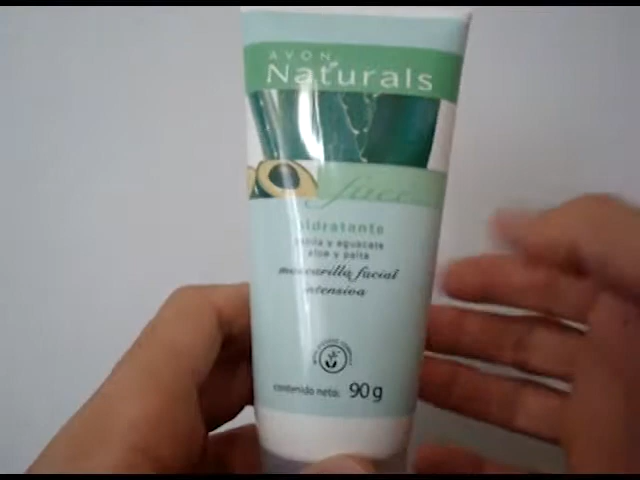 AVON
Naturals
face
hidratante
sábila y aguacate
aloe y palta
mascarilla facial
intensiva
contenido neto: 90 g